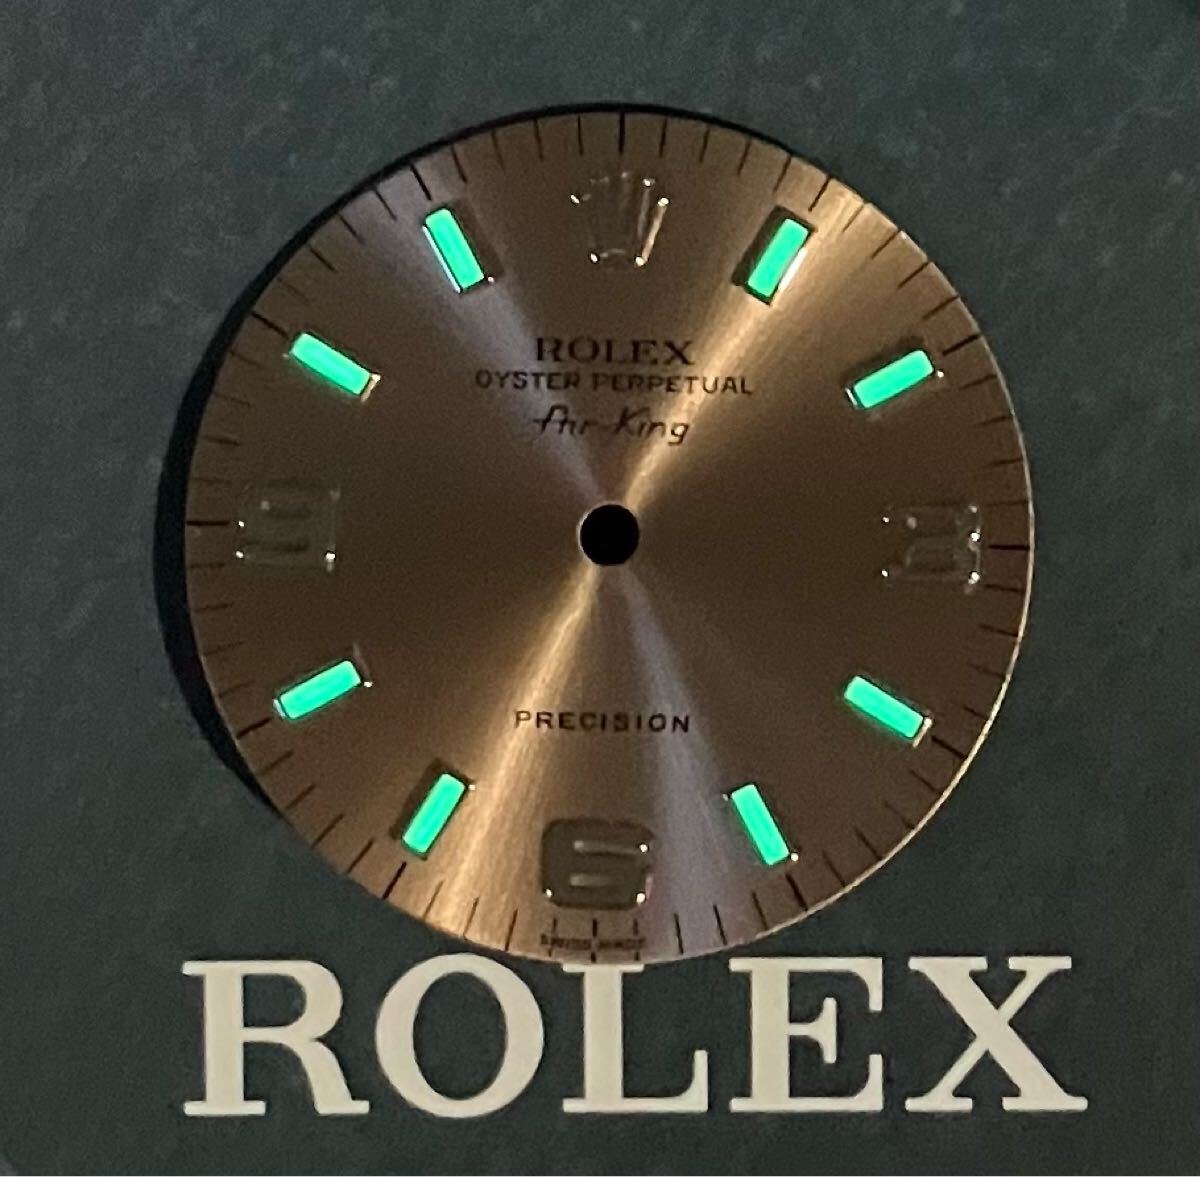 ROLEX
OYSTER PERPETUAL
Air-King
9 3
PRECISION
6
SWISS MADE
ROLEX